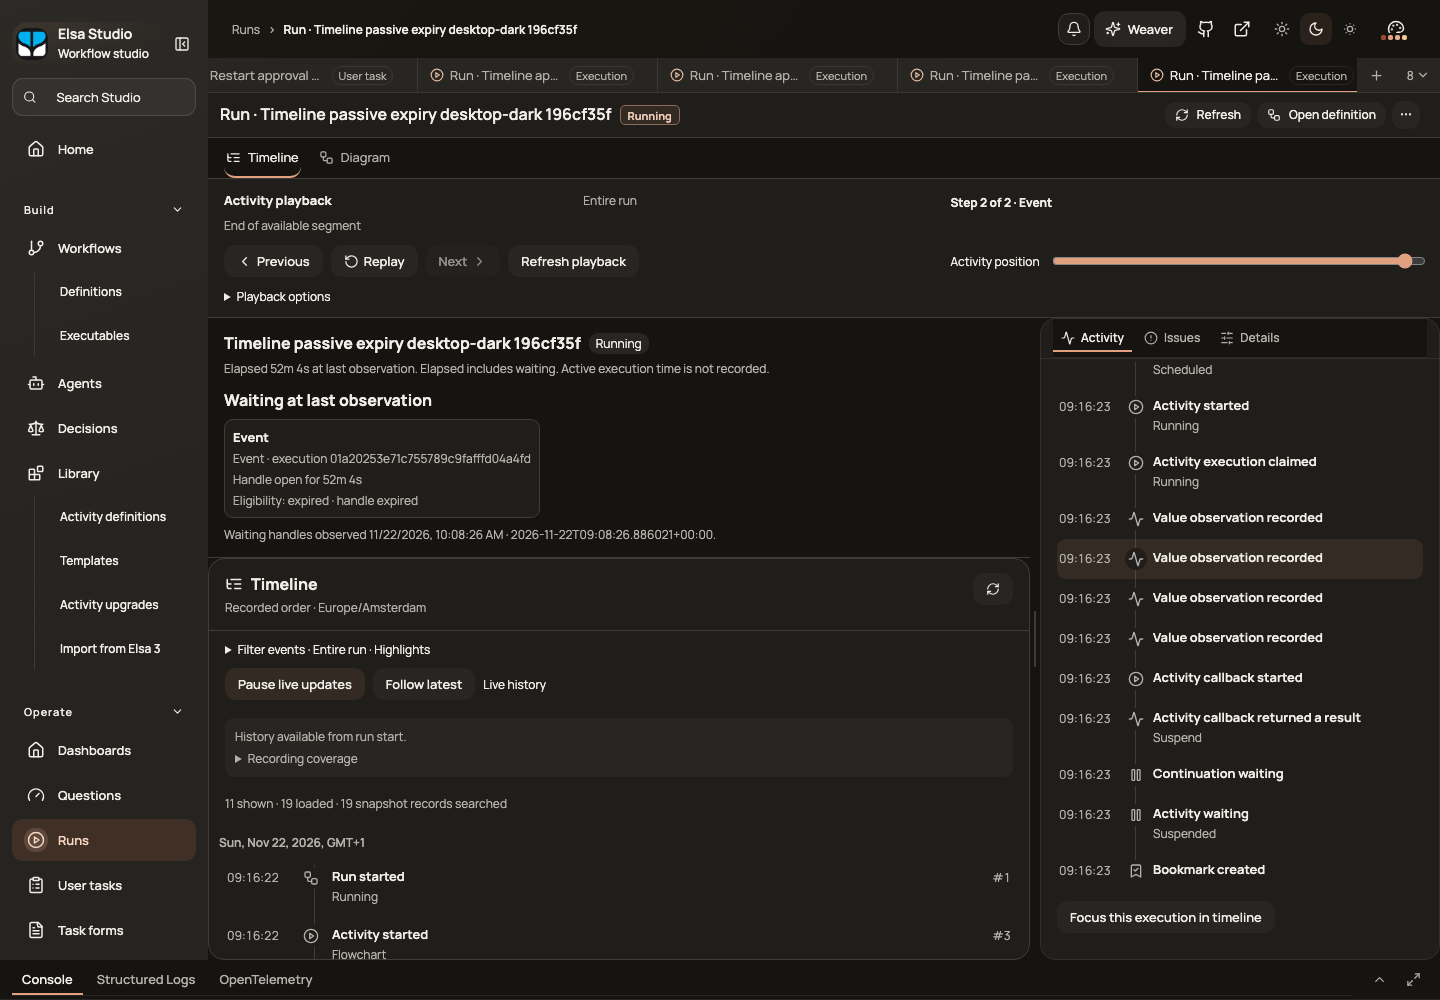 Elsa Studio
Workflow studio
Search Studio
Home
Build
Workflows
Definitions
Executables
Agents
Decisions
Library
Activity definitions
Templates
Activity upgrades
Import from Elsa 3
Operate
Dashboards
Questions
Runs
User tasks
Task forms
Runs › Run · Timeline passive expiry desktop-dark 196cf35f
Weaver
Restart approval ... User task
Run · Timeline ap... Execution
Run · Timeline ap... Execution
Run · Timeline pa... Execution
Run · Timeline pa... Execution
8
Run · Timeline passive expiry desktop-dark 196cf35f Running
Refresh Open definition
Timeline Diagram
Activity playback Entire run Step 2 of 2 · Event
End of available segment
Previous Replay Next Refresh playback Activity position
Playback options
Timeline passive expiry desktop-dark 196cf35f Running
Elapsed 52m 4s at last observation. Elapsed includes waiting. Active execution time is not recorded.
Waiting at last observation
Event
Event · execution 01a20253e71c755789c9fafffd04a4fd
Handle open for 52m 4s
Eligibility: expired · handle expired
Waiting handles observed 11/22/2026, 10:08:26 AM · 2026-11-22T09:08:26.886021+00:00.
Timeline
Recorded order · Europe/Amsterdam
Filter events · Entire run · Highlights
Pause live updates Follow latest Live history
History available from run start.
Recording coverage
11 shown · 19 loaded · 19 snapshot records searched
Sun, Nov 22, 2026, GMT+1
09:16:22 Run started #1
Running
09:16:22 Activity started #3
Flowchart
Activity Issues Details
Scheduled
09:16:23 Activity started
Running
09:16:23 Activity execution claimed
Running
09:16:23 Value observation recorded
09:16:23 Value observation recorded
09:16:23 Value observation recorded
09:16:23 Value observation recorded
09:16:23 Activity callback started
09:16:23 Activity callback returned a result
Suspend
09:16:23 Continuation waiting
09:16:23 Activity waiting
Suspended
09:16:23 Bookmark created
Focus this execution in timeline
Console Structured Logs OpenTelemetry